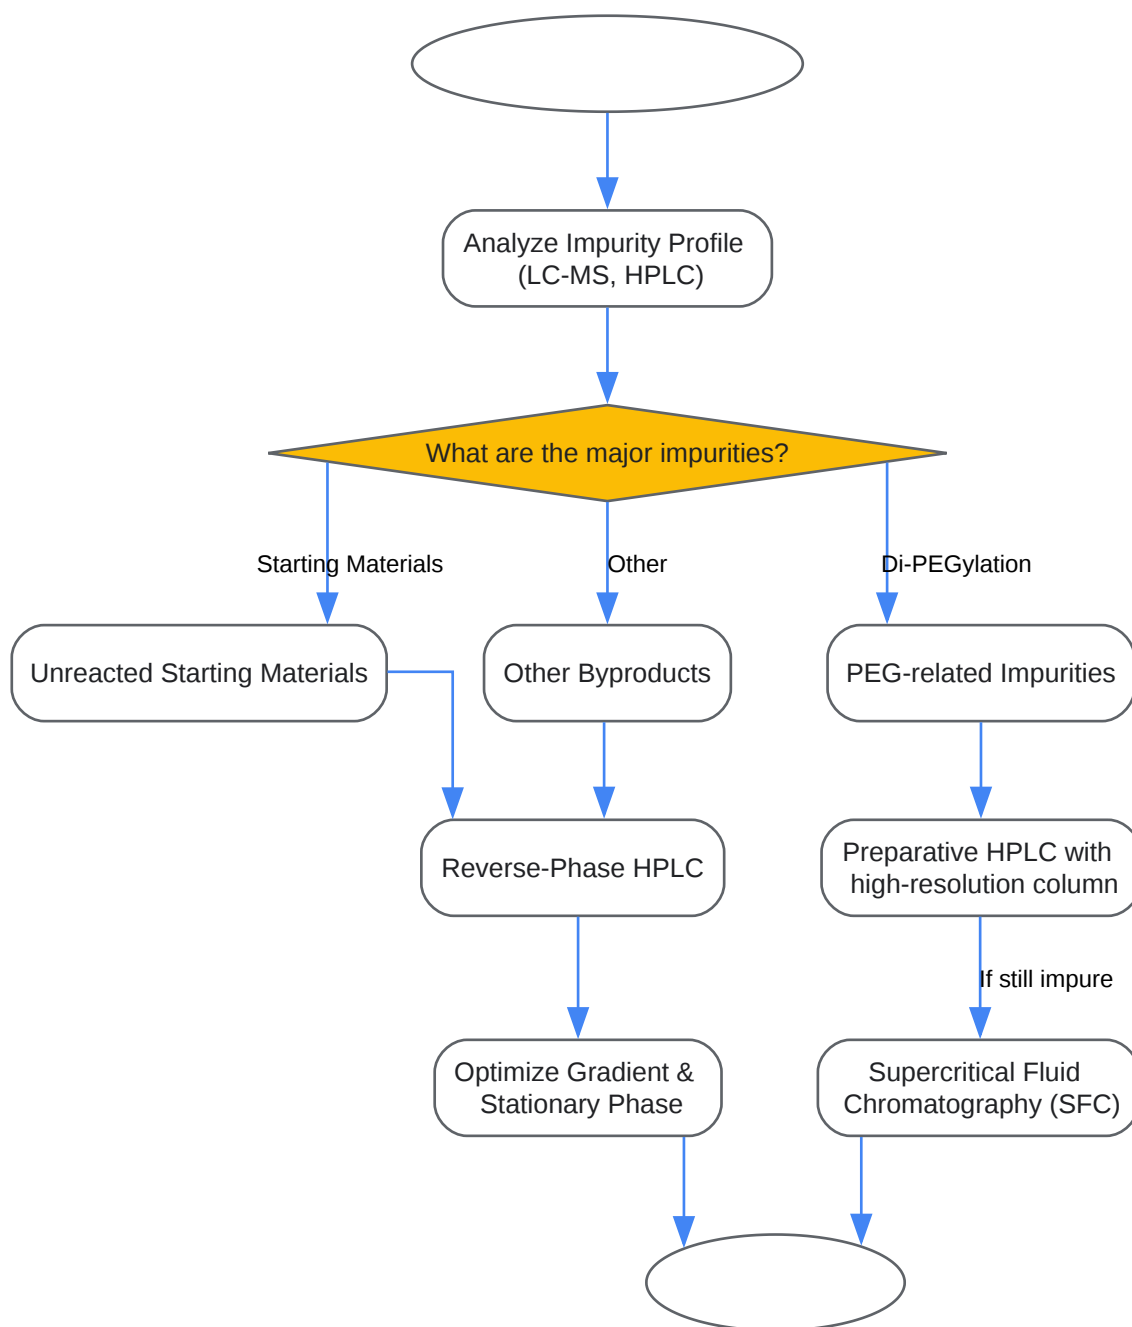 Analyze Impurity Profile
(LC-MS, HPLC)
What are the major impurities?
Starting Materials
Other
Di-PEGylation
Unreacted Starting Materials
Other Byproducts
PEG-related Impurities
Reverse-Phase HPLC
Preparative HPLC with
high-resolution column
If still impure
Optimize Gradient &
Stationary Phase
Supercritical Fluid
Chromatography (SFC)